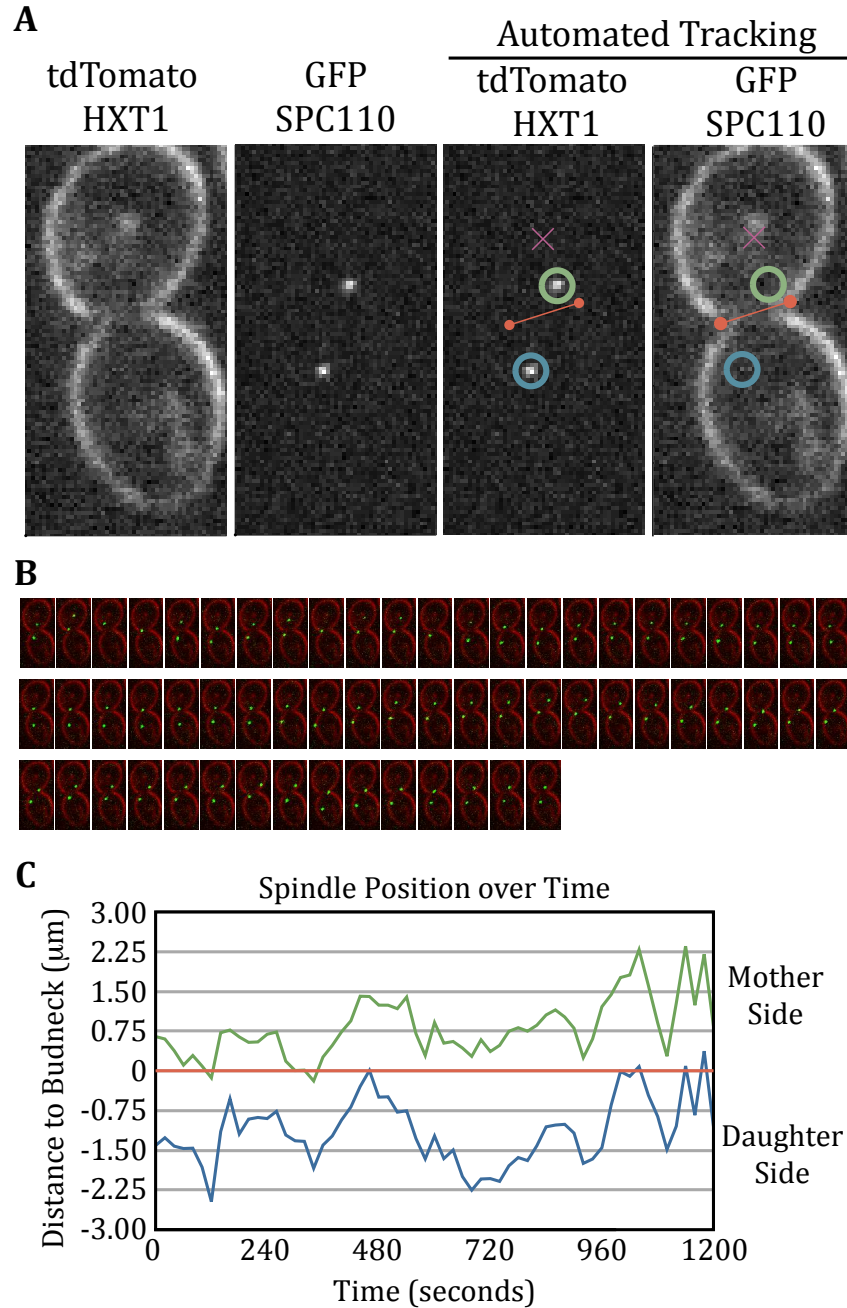 A
Automated Tracking
tdTomato
HXT1
GFP
SPC110
tdTomato
HXT1
GFP
SPC110
B
C
Spindle Position over Time
Distance to Budneck (μm)
3.00
2.25
1.50
0.75
0
-0.75
-1.50
-2.25
-3.00
Mother
Side
Daughter
Side
0
240
480
720
960
1200
Time (seconds)